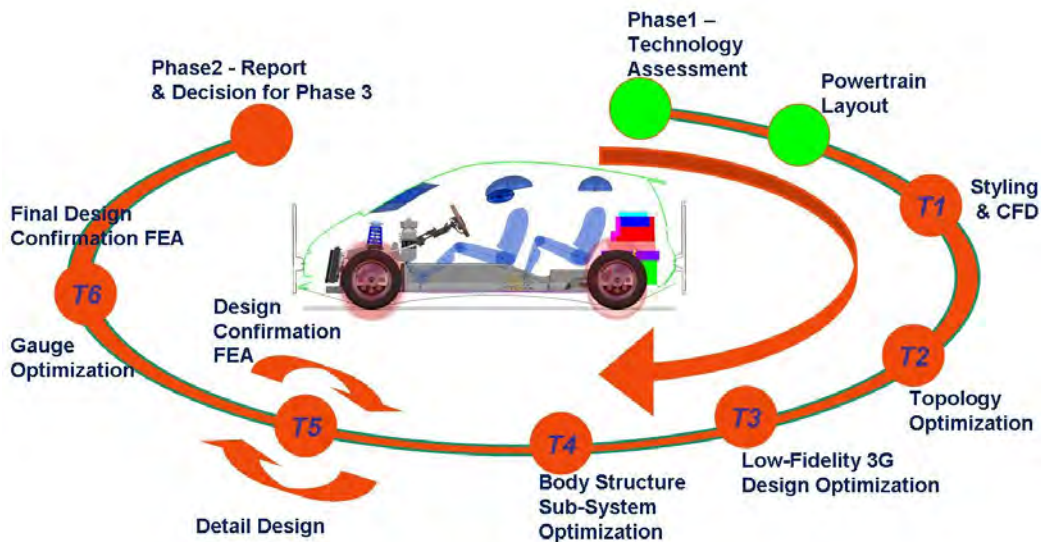 Phase1 –
Technology
Assessment
Powertrain
Layout
T1
Styling
& CFD
T2
Topology
Optimization
T3
Low-Fidelity 3G
Design Optimization
T4
Body Structure
Sub-System
Optimization
T5
Design
Confirmation
FEA
Detail Design
T6
Final Design
Confirmation FEA
Gauge
Optimization
Phase2 - Report
& Decision for Phase 3